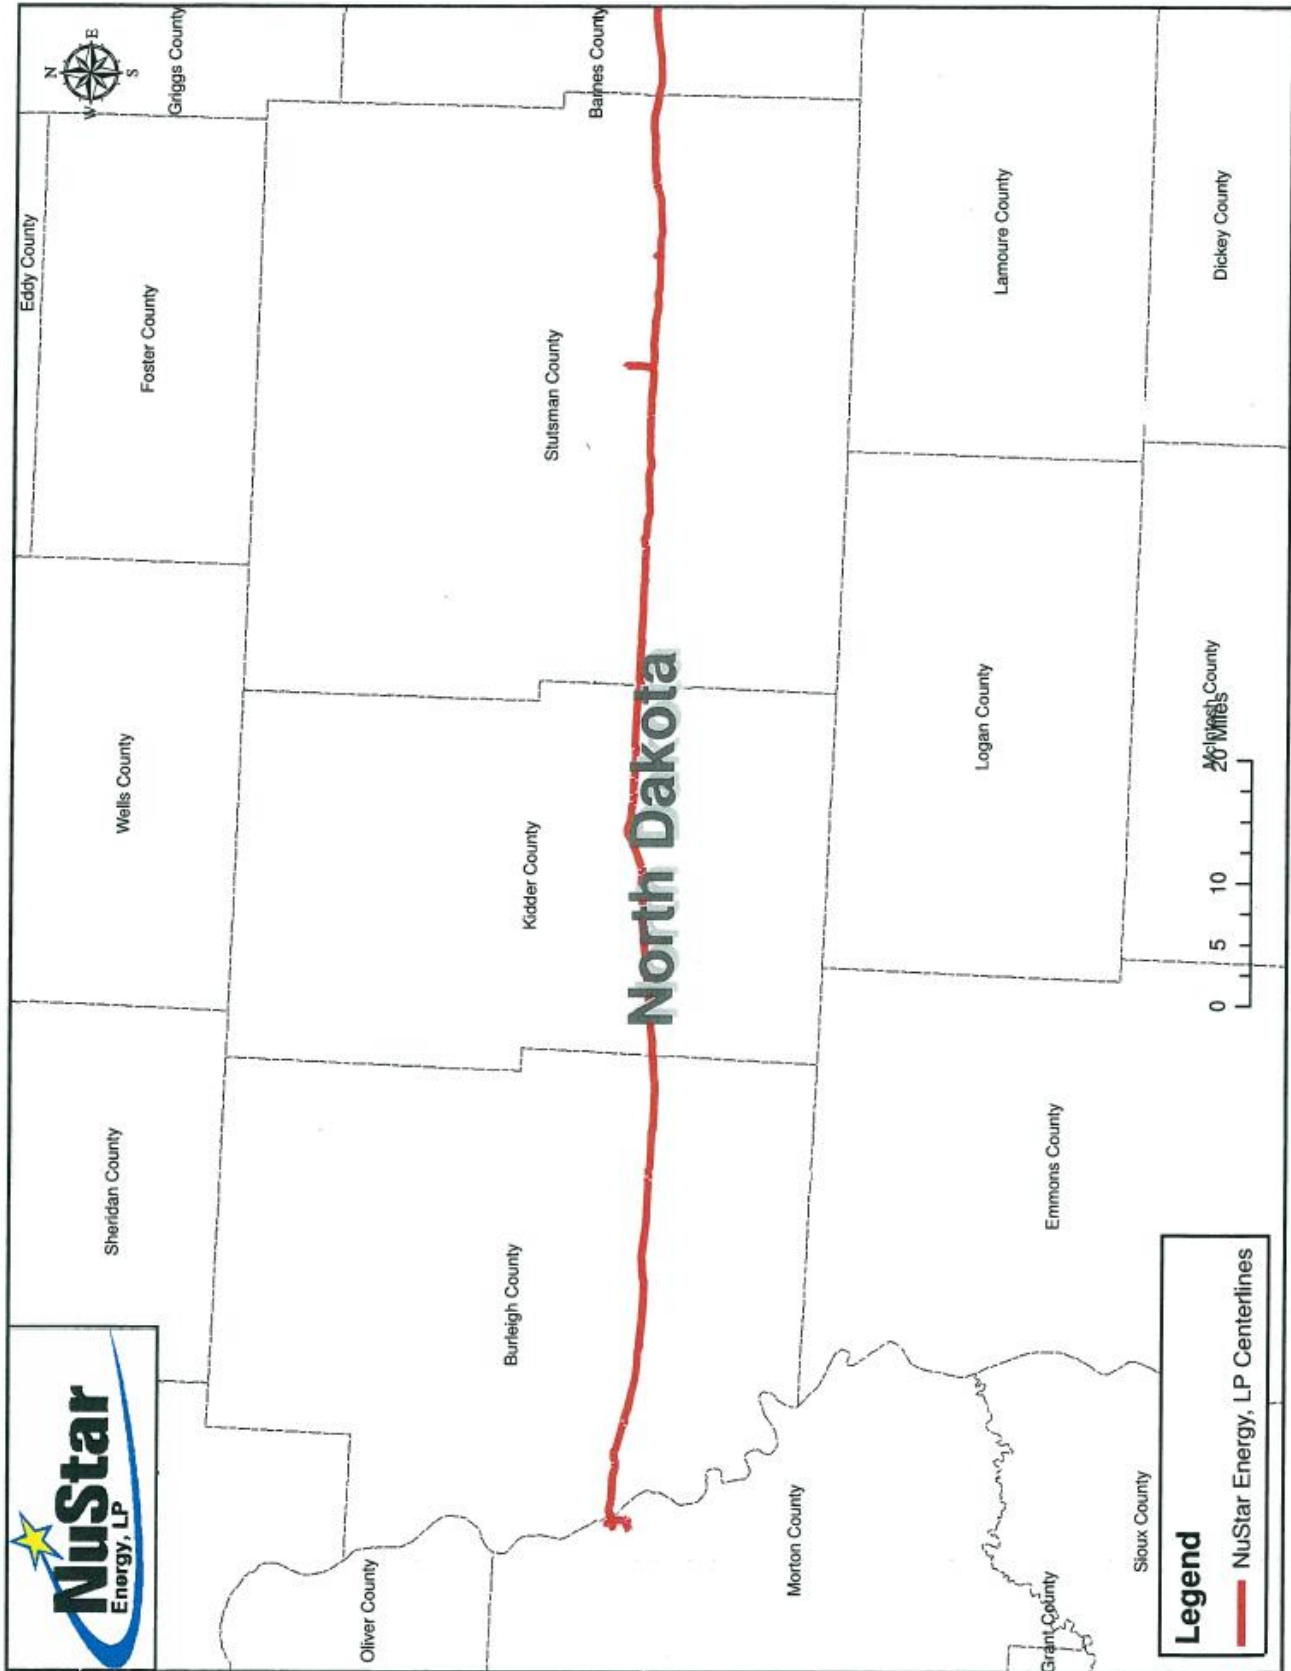 NuStar
Energy, LP
N
W
E
S
Eddy County
Griggs County
Sheridan County
Wells County
Foster County
Oliver County
Burleigh County
Kidder County
Stutsman County
Barnes County
North Dakota
Morton County
Emmons County
Logan County
Lamoure County
Grant County
Sioux County
McIntosh County
Dickey County
0 5 10 20 Miles
Legend
NuStar Energy, LP Centerlines